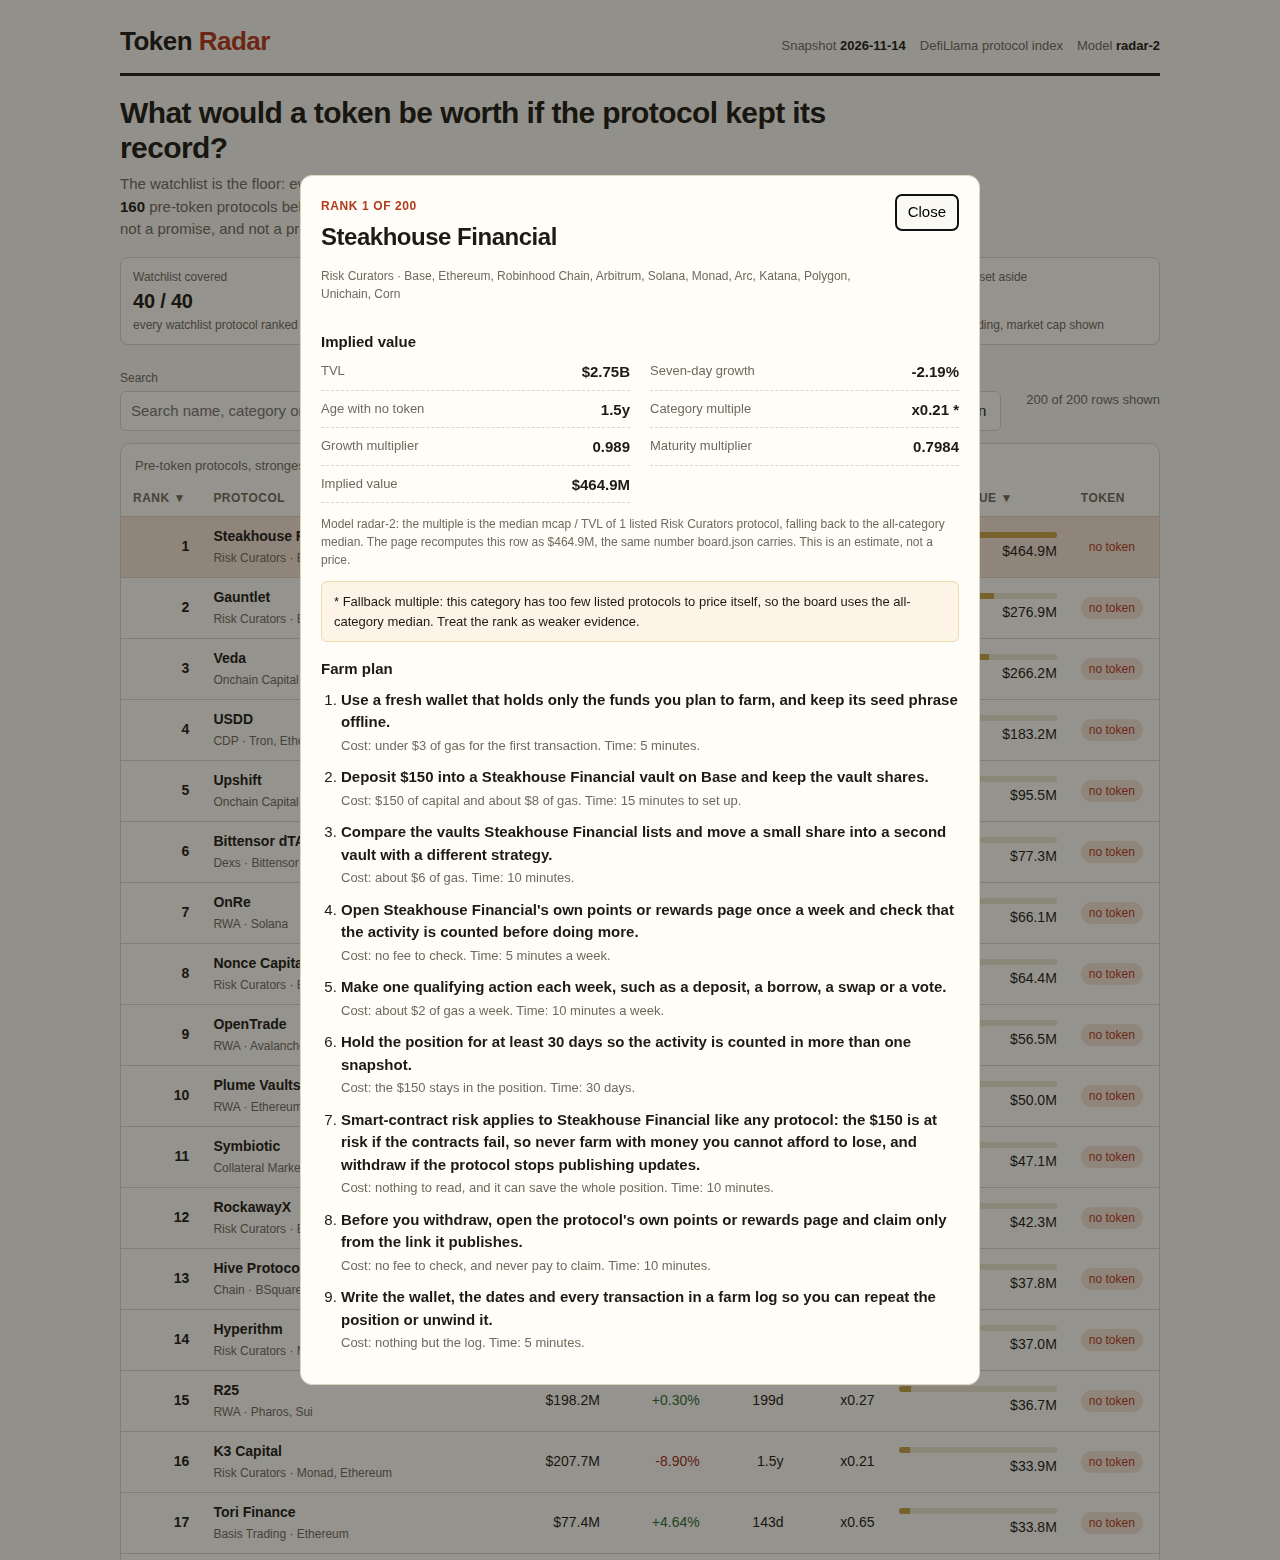 Token Radar
Snapshot 2026-11-14 DefiLlama protocol index Model radar-2
What would a token be worth if the protocol kept its
record?
The watchlist is the floor:
160 pre-token protocols
not a promise, and not a
Watchlist covered
40 / 40
every watchlist protocol ranked
set aside
market cap shown
Search
Search name, category
200 of 200 rows shown
Pre-token protocols,
RANK ▼ PROTOCOL
▼ TOKEN
1 Steakhouse
Risk Curators ·
$464.9M no token
2 Gauntlet
Risk Curators ·
$276.9M no token
3 Veda
Onchain Capital
$266.2M no token
4 USDD
CDP · Tron,
$183.2M no token
5 Upshift
Onchain Capital
$95.5M no token
6 Bittensor
Dexs · Bittensor
$77.3M no token
7 OnRe
RWA · Solana
$66.1M no token
8 Nonce
Risk Curators ·
$64.4M no token
9 OpenTrade
RWA ·
$56.5M no token
10 Plume Vaults
RWA · Ethereum
$50.0M no token
11 Symbiotic
Collateral
$47.1M no token
12 RockawayX
Risk Curators ·
$42.3M no token
13 Hive
Chain ·
$37.8M no token
14 Hyperithm
Risk Curators ·
$37.0M no token
15 R25
RWA · Pharos, Sui
$198.2M +0.30% 199d x0.27 $36.7M no token
16 K3 Capital
Risk Curators · Monad, Ethereum
$207.7M -8.90% 1.5y x0.21 $33.9M no token
17 Tori Finance
Basis Trading · Ethereum
$77.4M +4.64% 143d x0.65 $33.8M no token
RANK 1 OF 200
Close
Steakhouse Financial
Risk Curators · Base, Ethereum, Robinhood Chain, Arbitrum, Solana, Monad, Arc, Katana, Polygon,
Unichain, Corn
Implied value
TVL $2.75B Seven-day growth -2.19%
Age with no token 1.5y Category multiple x0.21 *
Growth multiplier 0.989 Maturity multiplier 0.7984
Implied value $464.9M
Model radar-2: the multiple is the median mcap / TVL of 1 listed Risk Curators protocol, falling back to the all-category
median. The page recomputes this row as $464.9M, the same number board.json carries. This is an estimate, not a
price.
* Fallback multiple: this category has too few listed protocols to price itself, so the board uses the all-
category median. Treat the rank as weaker evidence.
Farm plan
1. Use a fresh wallet that holds only the funds you plan to farm, and keep its seed phrase
offline.
Cost: under $3 of gas for the first transaction. Time: 5 minutes.
2. Deposit $150 into a Steakhouse Financial vault on Base and keep the vault shares.
Cost: $150 of capital and about $8 of gas. Time: 15 minutes to set up.
3. Compare the vaults Steakhouse Financial lists and move a small share into a second
vault with a different strategy.
Cost: about $6 of gas. Time: 10 minutes.
4. Open Steakhouse Financial's own points or rewards page once a week and check that
the activity is counted before doing more.
Cost: no fee to check. Time: 5 minutes a week.
5. Make one qualifying action each week, such as a deposit, a borrow, a swap or a vote.
Cost: about $2 of gas a week. Time: 10 minutes a week.
6. Hold the position for at least 30 days so the activity is counted in more than one
snapshot.
Cost: the $150 stays in the position. Time: 30 days.
7. Smart-contract risk applies to Steakhouse Financial like any protocol: the $150 is at
risk if the contracts fail, so never farm with money you cannot afford to lose, and
withdraw if the protocol stops publishing updates.
Cost: nothing to read, and it can save the whole position. Time: 10 minutes.
8. Before you withdraw, open the protocol's own points or rewards page and claim only
from the link it publishes.
Cost: no fee to check, and never pay to claim. Time: 10 minutes.
9. Write the wallet, the dates and every transaction in a farm log so you can repeat the
position or unwind it.
Cost: nothing but the log. Time: 5 minutes.